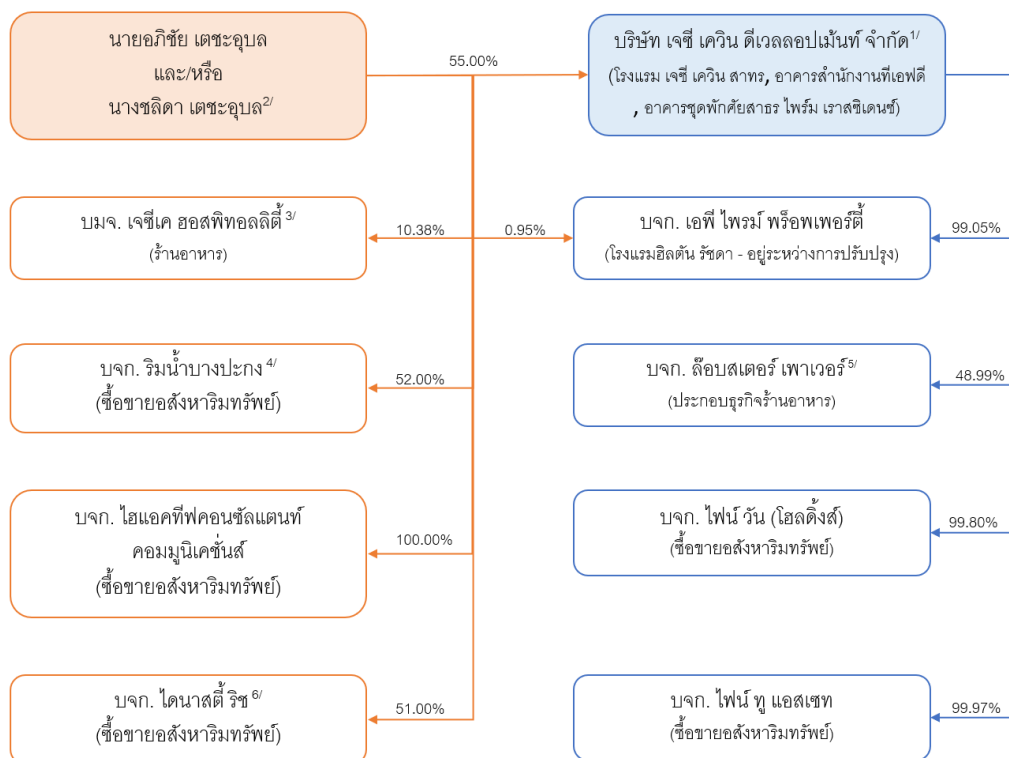 นายอภิชัย เตชะอุบล
และ/หรือ
นางชลิดา เตชะอุบล2/
55.00%
บริษัท เจซี เควิน ดีเวลลอปเม้นท์ จำกัด1/
(โรงแรม เจซี เควิน สาทร, อาคารสำนักงานทีเอฟดี
, อาคารชุดพักศัยสาธร ไพร์ม เราสซิเดนซ์)
บมจ. เจซีเค ฮอสพิทอลลิตี้ 3/
(ร้านอาหาร)
10.38%
0.95%
บจก. เอพี ไพรม์ พร็อพเพอร์ตี้
(โรงแรมฮิลตัน รัชดา - อยู่ระหว่างการปรับปรุง)
99.05%
บจก. ริมน้ำบางปะกง 4/
(ซื้อขายอสังหาริมทรัพย์)
52.00%
บจก. ล๊อบสเตอร์ เพาเวอร์5/
(ประกอบธุรกิจร้านอาหาร)
48.99%
บจก. ไฮแอคทีฟคอนซัลแตนท์
คอมมูนิเคชั่นส์
(ซื้อขายอสังหาริมทรัพย์)
100.00%
บจก. ไฟน์ วัน (โฮลดิ้งส์)
(ซื้อขายอสังหาริมทรัพย์)
99.80%
บจก. ไดนาสตี้ ริช 6/
(ซื้อขายอสังหาริมทรัพย์)
51.00%
บจก. ไฟน์ ทู แอสเซท
(ซื้อขายอสังหาริมทรัพย์)
99.97%